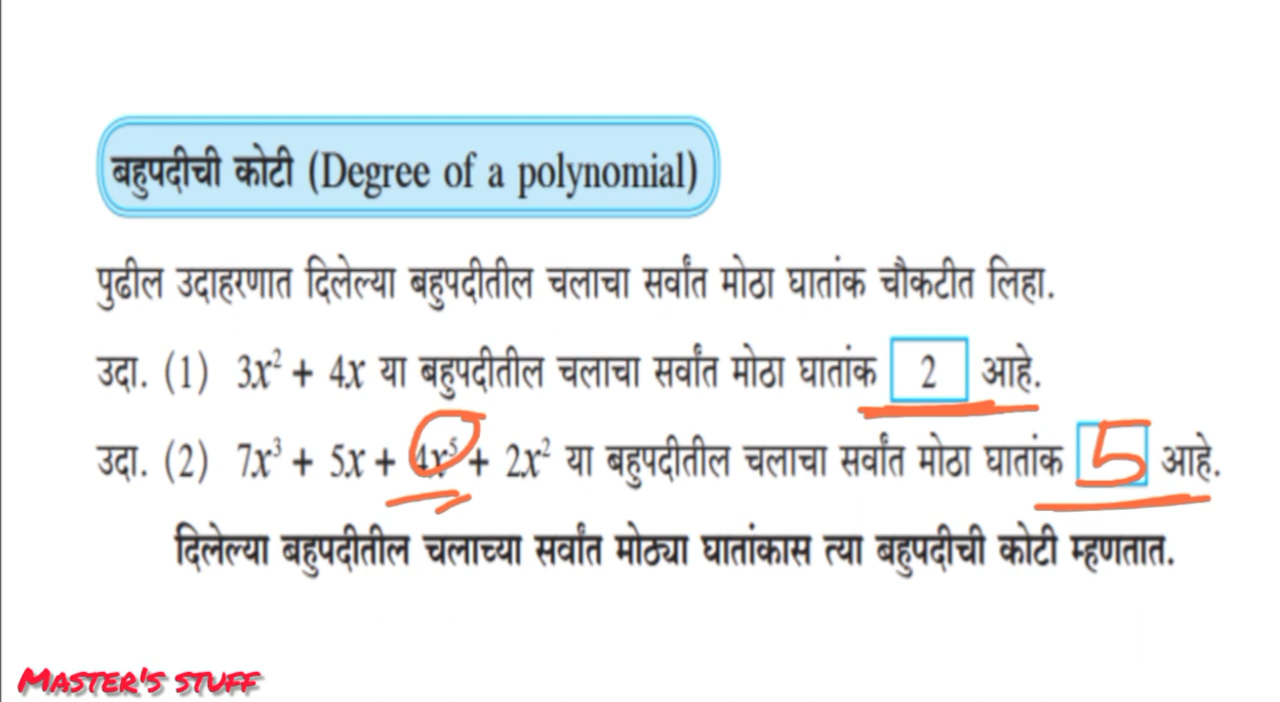 बहुपदीची कोटी (Degree of a polynomial)
पुढील उदाहरणात दिलेल्या बहुपदीतील चलाचा सर्वांत मोठा घातांक चौकटीत लिहा.
उदा. (1) 3x² + 4x या बहुपदीतील चलाचा सर्वांत मोठा घातांक 2 आहे.
उदा. (2) 7x³ + 5x + 4x⁵ + 2x² या बहुपदीतील चलाचा सर्वांत मोठा घातांक 5 आहे.
दिलेल्या बहुपदीतील चलाच्या सर्वांत मोठ्या घातांकास त्या बहुपदीची कोटी म्हणतात.
MASTER'S STUFF